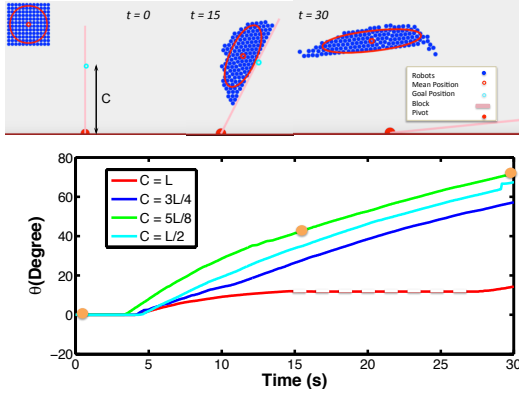 t = 0
t = 15
t = 30
C
Robots
Mean Position
Goal Position
Block
Pivot
80
60
40
20
0
−20
θ(Degree)
C = L
C = 3L/4
C = 5L/8
C = L/2
0
5
10
15
20
25
30
Time (s)